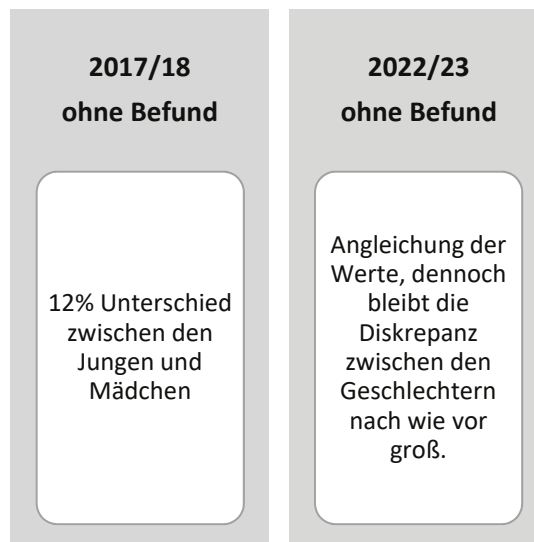 2017/18
ohne Befund
12% Unterschied
zwischen den
Jungen und
Mädchen
2022/23
ohne Befund
Angleichung der
Werte, dennoch
bleibt die
Diskrepanz
zwischen den
Geschlechtern
nach wie vor
groß.